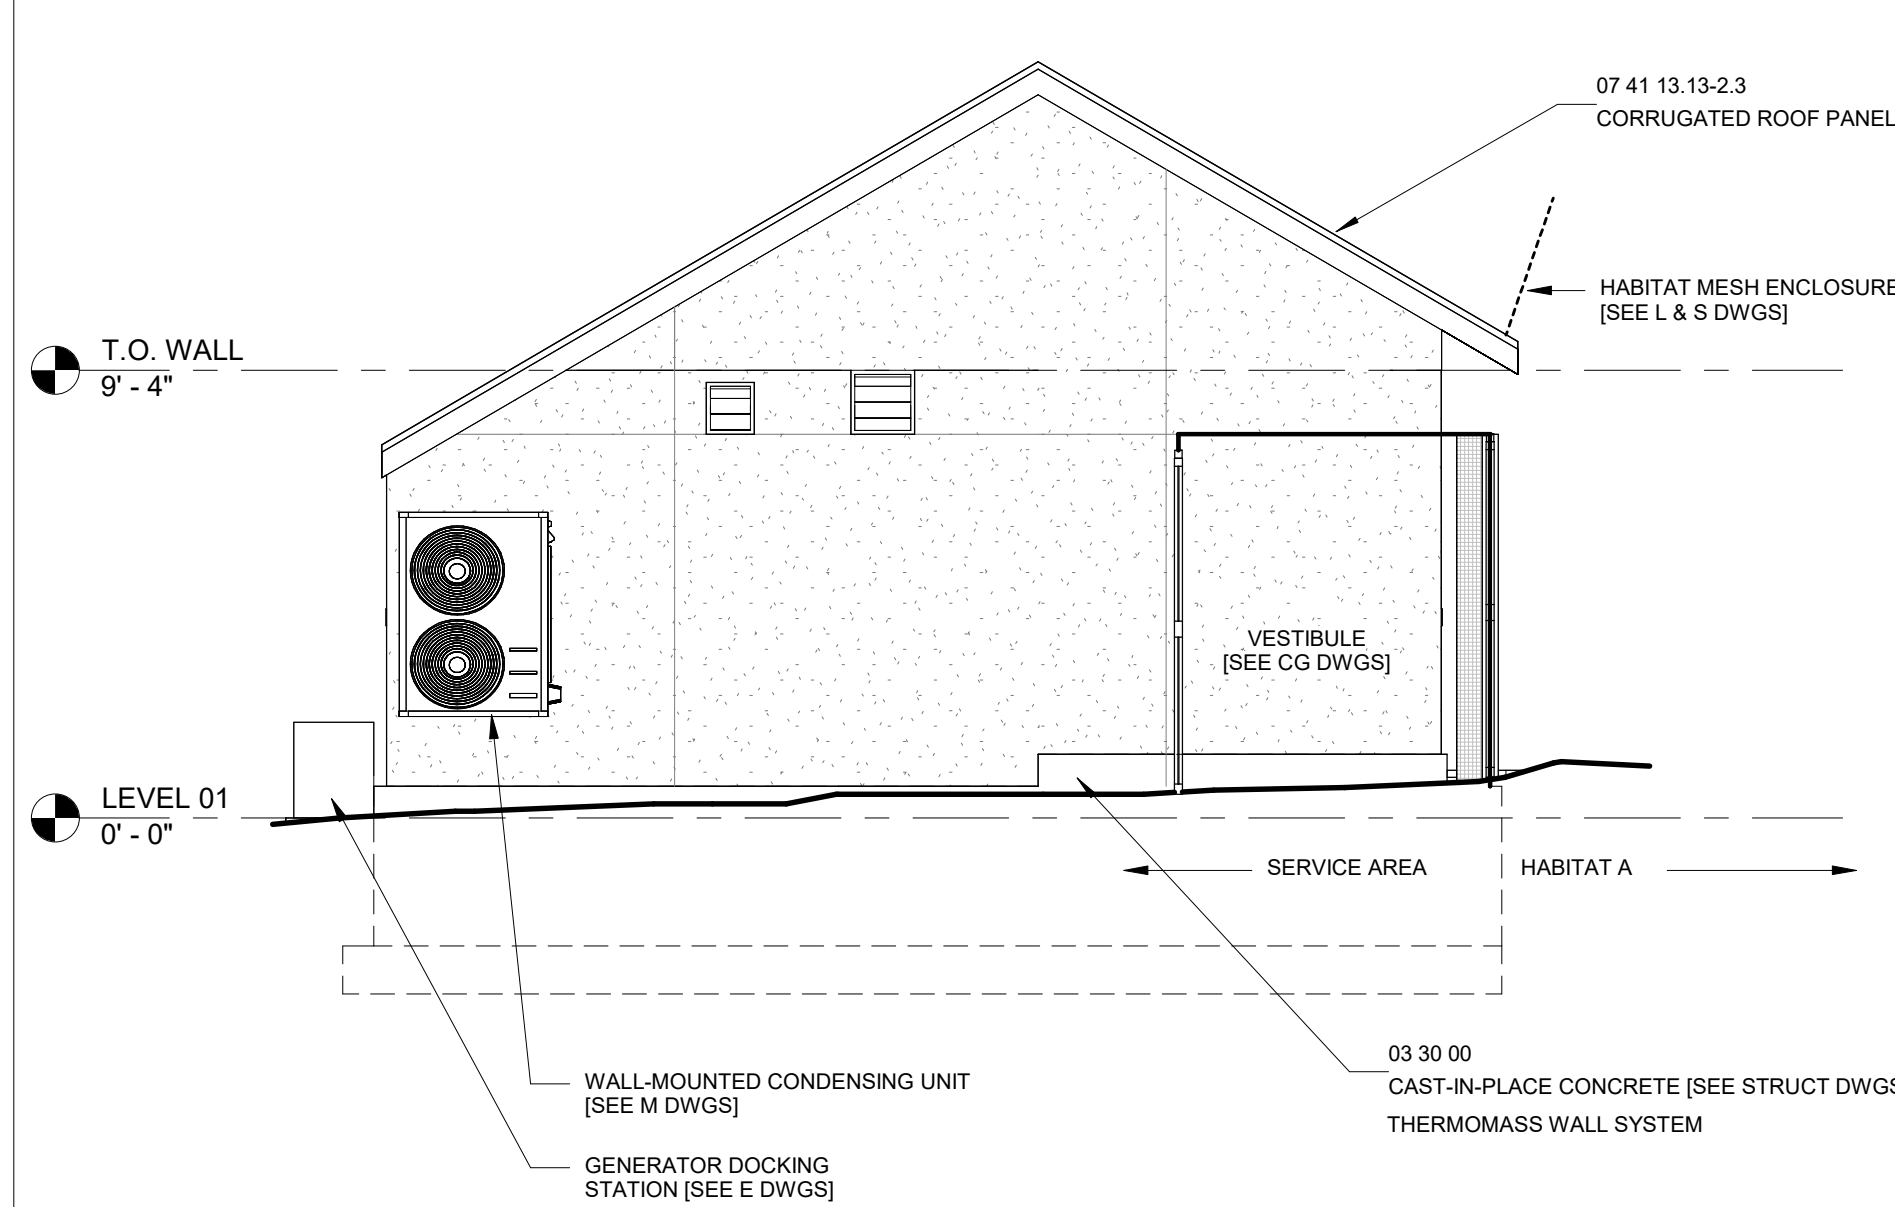 07 41 13.13-2.3
CORRUGATED ROOF PANEL
HABITAT MESH ENCLOSURE
[SEE L & S DWGS]
T.O. WALL
9' - 4"
VESTIBULE
[SEE CG DWGS]
LEVEL 01
0' - 0"
SERVICE AREA
HABITAT A
03 30 00
CAST-IN-PLACE CONCRETE [SEE STRUCT DWGS
THERMOMASS WALL SYSTEM
WALL-MOUNTED CONDENSING UNIT
[SEE M DWGS]
GENERATOR DOCKING
STATION [SEE E DWGS]